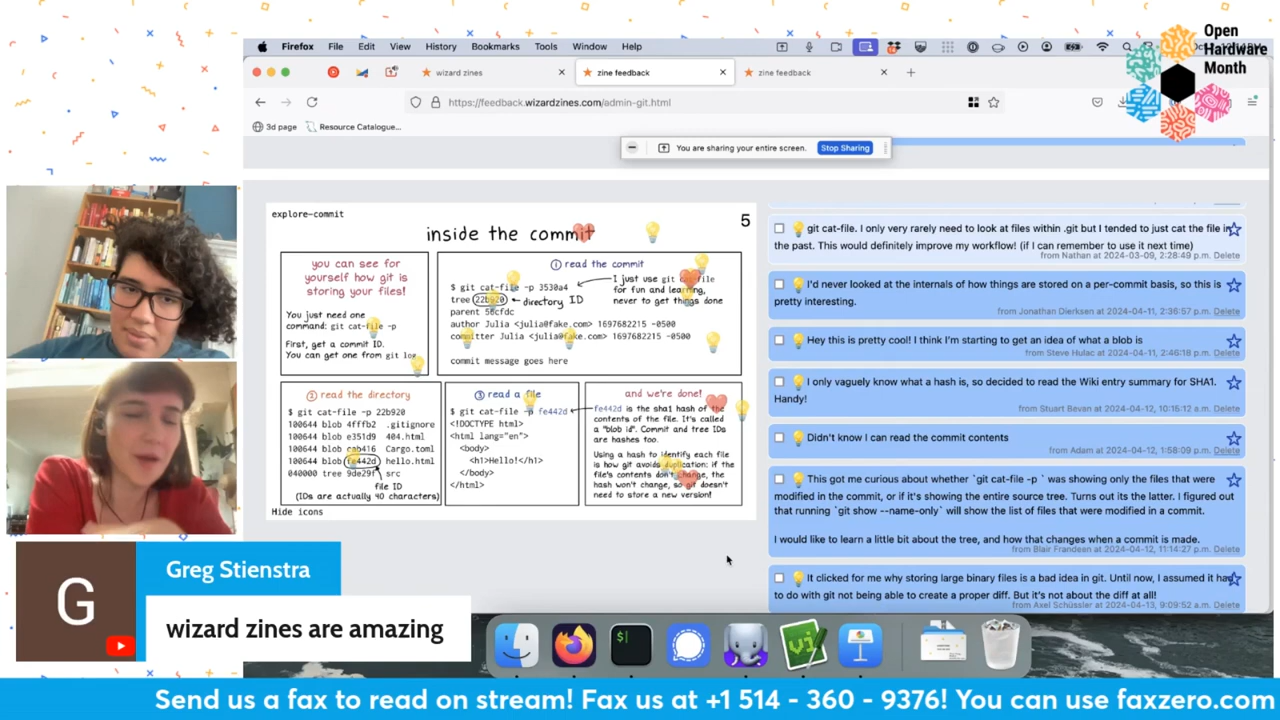 Open
Hardware
Month
Firefox File Edit View History Bookmarks Tools Window Help
wizard zines
zine feedback
zine feedback
https://feedback.wizardzines.com/admin-git.html
3d page Resource Catalogue...
You are sharing your entire screen. Stop Sharing
explore-commit
5
inside the commit
you can see for
yourself how git is
storing your files!
You just need one
command: git cat-file -p
First, get a commit ID.
You can get one from git log
① read the commit
$ git cat-file -p 3530a4
tree 22b920 directory ID
parent 56cfdc
author Julia <julia@fake.com> 1697682215 -0500
committer Julia <julia@fake.com> 1697682215 -0500
commit message goes here
I just use git cat-file
for fun and learning,
never to get things done
② read the directory
$ git cat-file -p 22b920
100644 blob 4fffb2 .gitignore
100644 blob e351d9 404.html
100644 blob cab416 Cargo.toml
100644 blob fe442d hello.html
040000 tree 9de29f src
file ID
(IDs are actually 40 characters)
③ read a file
$ git cat-file -p fe442d
<!DOCTYPE html>
<html lang="en">
<body>
<h1>Hello!</h1>
</body>
</html>
and we're done!
fe442d is the sha1 hash of the
contents of the file. It's called
a "blob id". Commit and tree IDs
are hashes too.
Using a hash to identify each file
is how git avoids duplication: if the
file's contents don't change, the
hash won't change, so git doesn't
need to store a new version!
Hide icons
git cat-file. I only very rarely need to look at files within .git but I tended to just cat the file in
the past. This would definitely improve my workflow! (if I can remember to use it next time)
from Nathan at 2024-03-09, 2:28:49 p.m. Delete
I'd never looked at the internals of how things are stored on a per-commit basis, so this is
pretty interesting.
from Jonathan Dierksen at 2024-04-11, 2:36:57 p.m. Delete
Hey this is pretty cool! I think I'm starting to get an idea of what a blob is
from Steve Hulac at 2024-04-11, 2:46:18 p.m. Delete
I only vaguely know what a hash is, so decided to read the Wiki entry summary for SHA1.
Handy!
from Stuart Bevan at 2024-04-12, 10:15:12 a.m. Delete
Didn't know I can read the commit contents
from Adam at 2024-04-12, 1:58:09 p.m. Delete
This got me curious about whether `git cat-file -p ` was showing only the files that were
modified in the commit, or if it's showing the entire source tree. Turns out its the latter. I figured out
that running `git show --name-only` will show the list of files that were modified in a commit.
I would like to learn a little bit about the tree, and how that changes when a commit is made.
from Blair Frandeen at 2024-04-12, 11:14:27 p.m. Delete
It clicked for me why storing large binary files is a bad idea in git. Until now, I assumed it had
to do with git not being able to create a proper diff. But it's not about the diff at all!
from Axel Schüssler at 2024-04-13, 9:09:52 a.m. Delete
G
Greg Stienstra
wizard zines are amazing
Send us a fax to read on stream! Fax us at +1 514 - 360 - 9376! You can use faxzero.com